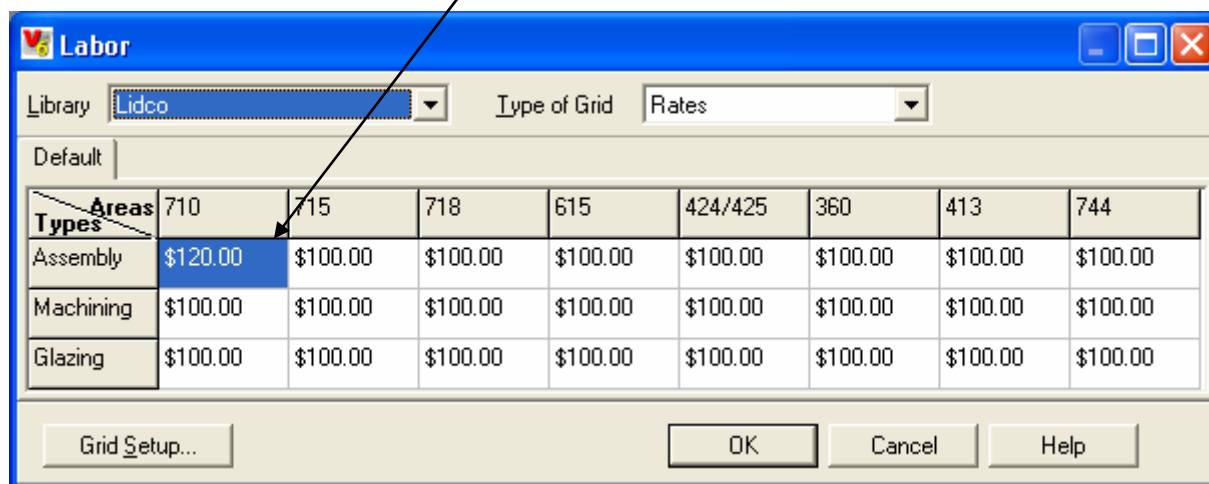 V6 Labor
Library Lidco Type of Grid Rates
Default
Areas Types 710 715 718 615 424/425 360 413 744
Assembly $120.00 $100.00 $100.00 $100.00 $100.00 $100.00 $100.00 $100.00
Machining $100.00 $100.00 $100.00 $100.00 $100.00 $100.00 $100.00 $100.00
Glazing $100.00 $100.00 $100.00 $100.00 $100.00 $100.00 $100.00 $100.00
Grid Setup... OK Cancel Help